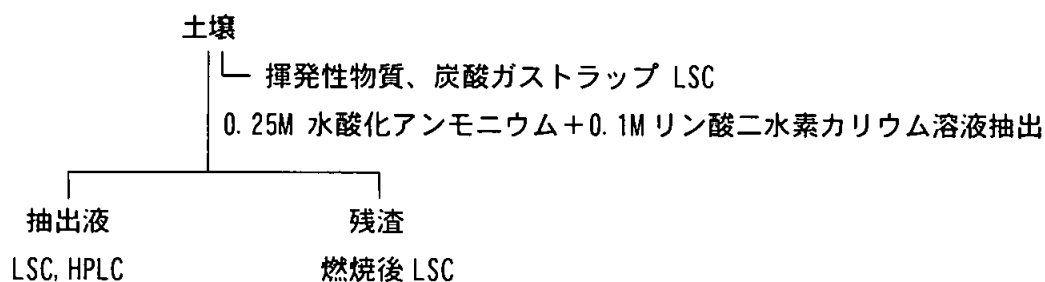 土壌
揮発性物質、炭酸ガストラップ LSC
0.25M 水酸化アンモニウム+0.1M リン酸二水素カリウム溶液抽出
抽出液 残渣
LSC, HPLC 燃焼後 LSC